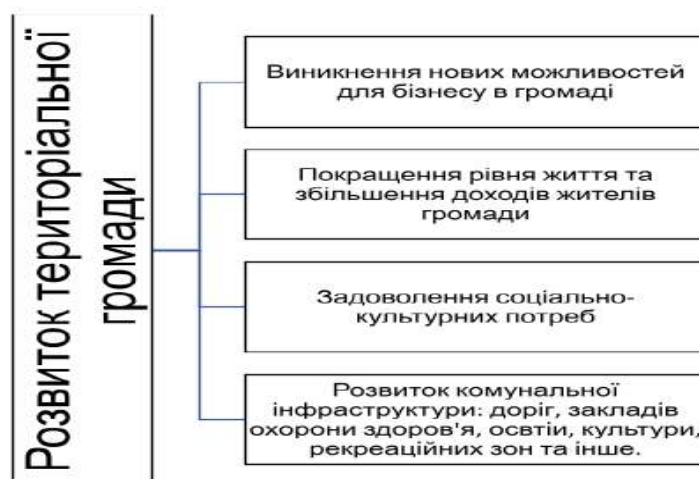 Розвиток територіальної
громади
Виникнення нових можливостей
для бізнесу в громаді
Покращення рівня життя та
збільшення доходів жителів
громади
Задоволення соціально-
культурних потреб
Розвиток комунальної
інфраструктури: доріг, закладів
охорони здоров'я, освтіи, культури,
рекреаційних зон та інше.